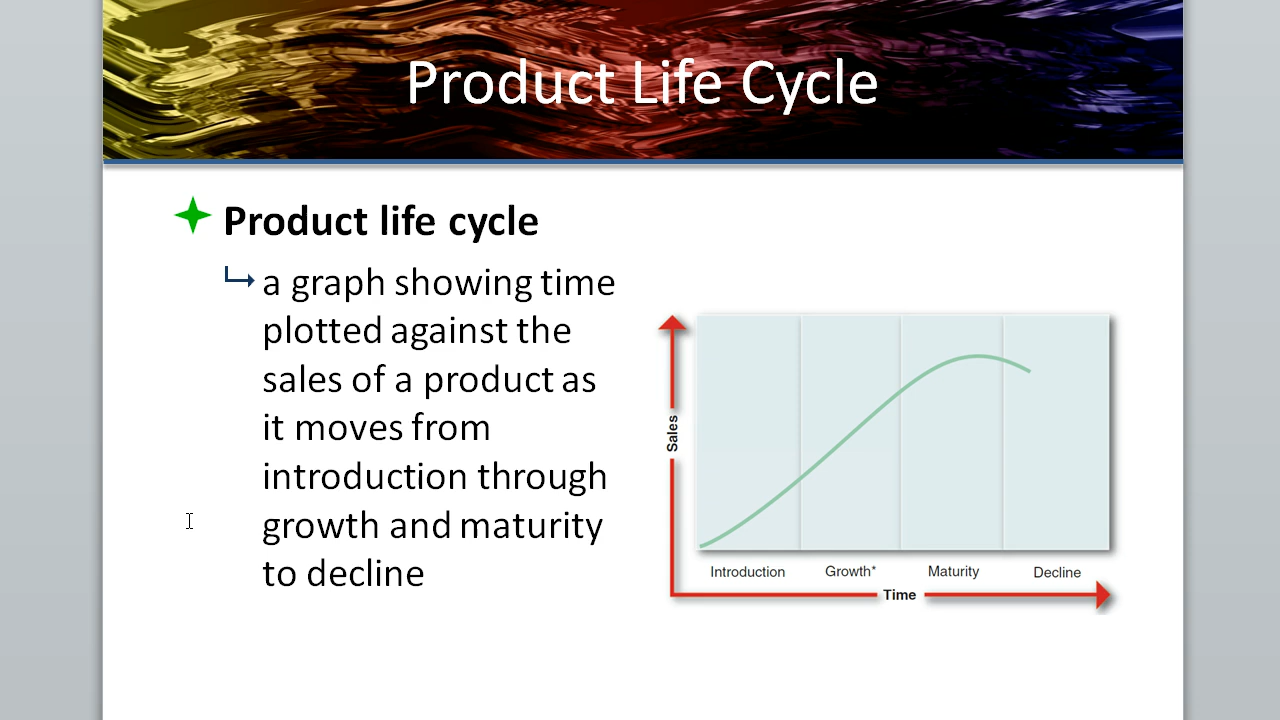 Product Life Cycle
Product life cycle
a graph showing time
plotted against the
sales of a product as
it moves from
introduction through
growth and maturity
to decline
Sales
Introduction
Growth*
Maturity
Decline
Time